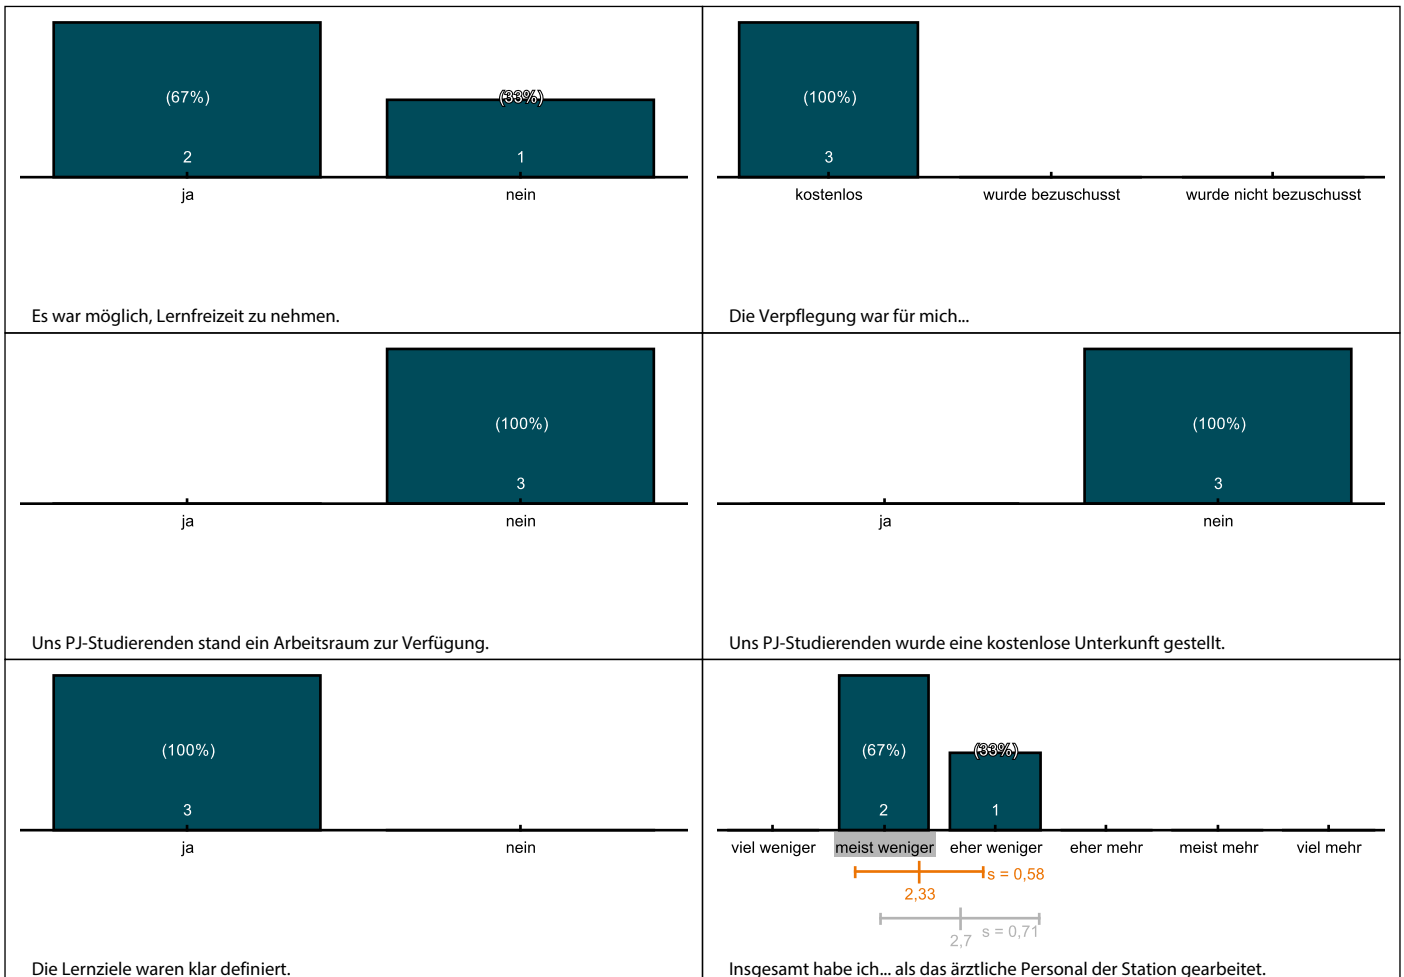 (67%)
(33%)
2
1
ja
nein
Es war möglich, Lernfreizeit zu nehmen.
(100%)
3
kostenlos
wurde bezuschusst
wurde nicht bezuschusst
Die Verpflegung war für mich...
(100%)
3
ja
nein
Uns PJ-Studierenden stand ein Arbeitsraum zur Verfügung.
(100%)
3
ja
nein
Uns PJ-Studierenden wurde eine kostenlose Unterkunft gestellt.
(100%)
3
ja
nein
Die Lernziele waren klar definiert.
(67%)
(33%)
2
1
viel weniger
meist weniger
eher weniger
eher mehr
meist mehr
viel mehr
s = 0,58
2,33
s = 0,71
2,7
Insgesamt habe ich... als das ärztliche Personal der Station gearbeitet.